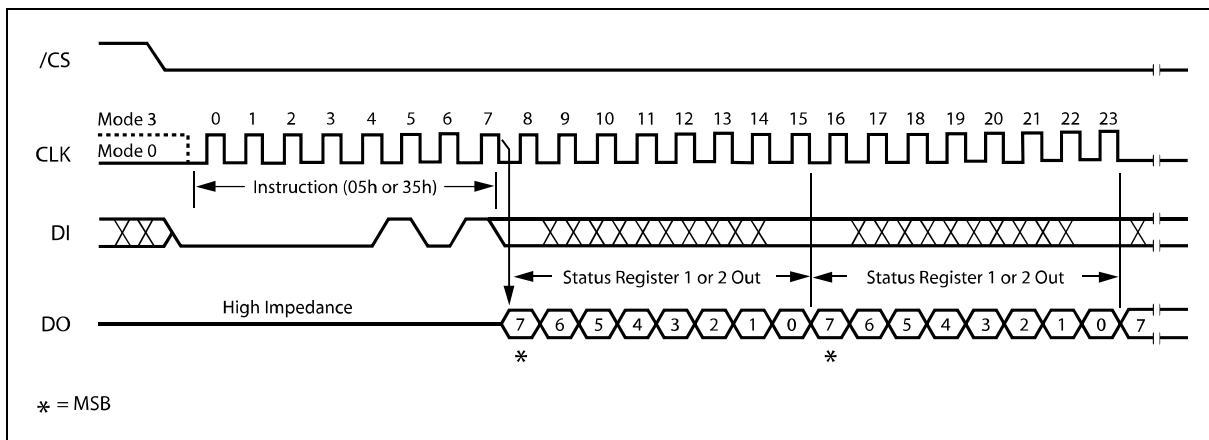 /CS
Mode 3
0 1 2 3 4 5 6 7 8 9 10 11 12 13 14 15 16 17 18 19 20 21 22 23
CLK
Mode 0
Instruction (05h or 35h)
DI
Status Register 1 or 2 Out Status Register 1 or 2 Out
High Impedance
DO
7 6 5 4 3 2 1 0 7 6 5 4 3 2 1 0 7
* *
* = MSB